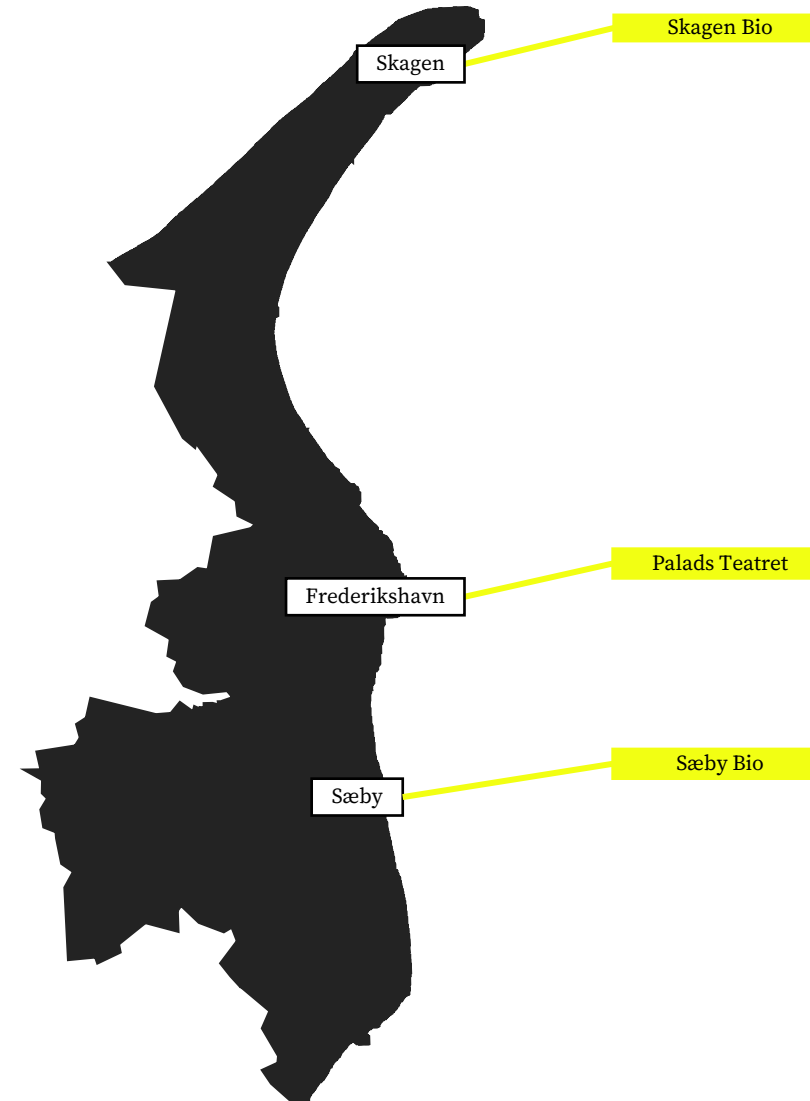 Skagen Bio
Skagen
Palads Teatret
Frederikshavn
Sæby Bio
Sæby